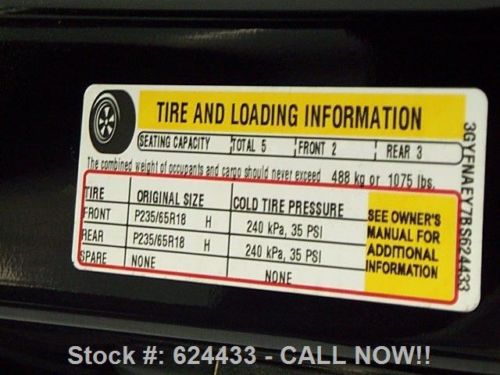 TIRE AND LOADING INFORMATION
SEATING CAPACITY TOTAL 5 FRONT 2 REAR 3
The combined weight of occupants and cargo should never exceed 488 kg or 1075 lbs.
TIRE ORIGINAL SIZE COLD TIRE PRESSURE
FRONT P235/65R18 H 240 kPa, 35 PSI
REAR P235/65R18 H 240 kPa, 35 PSI
SPARE NONE NONE
SEE OWNER'S
MANUAL FOR
ADDITIONAL
INFORMATION
3GYFNAEY7BS624433
Stock #: 624433 - CALL NOW!!